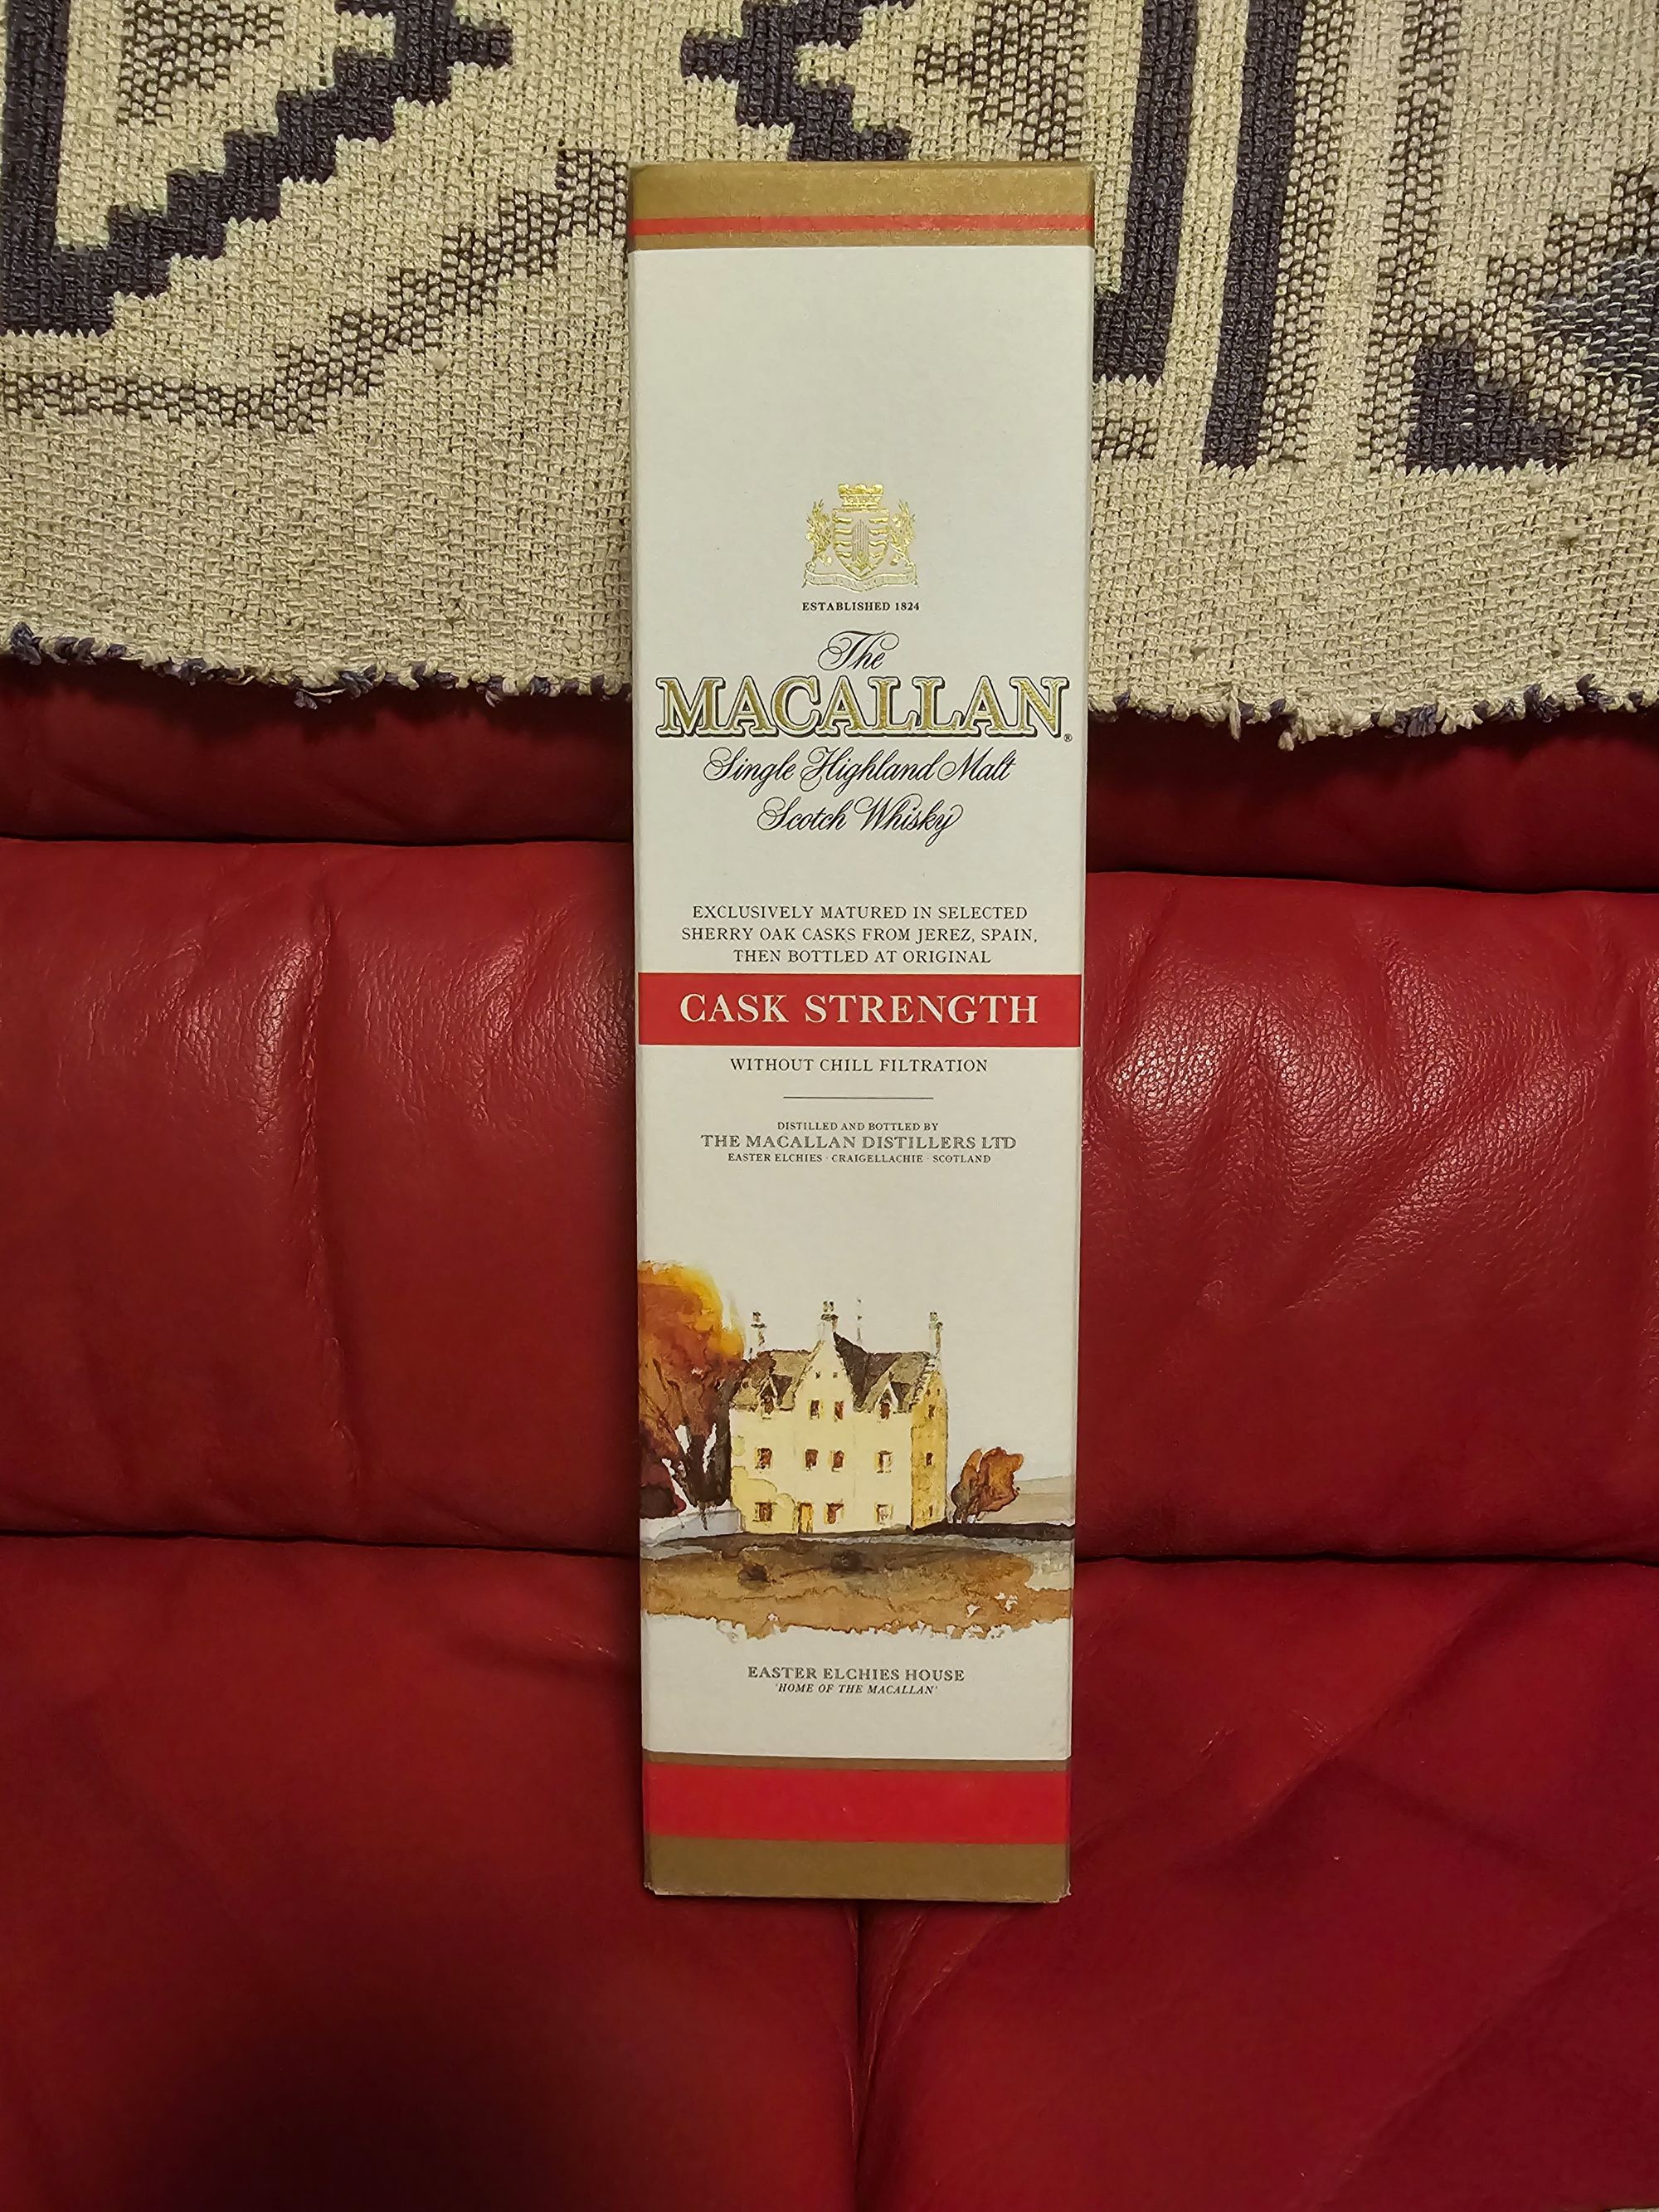 ESTABLISHED 1824
The
MACALLAN®
Single Highland Malt
Scotch Whisky
EXCLUSIVELY MATURED IN SELECTED
SHERRY OAK CASKS FROM JEREZ, SPAIN,
THEN BOTTLED AT ORIGINAL
CASK STRENGTH
WITHOUT CHILL FILTRATION
DISTILLED AND BOTTLED BY
THE MACALLAN DISTILLERS LTD
EASTER ELCHIES · CRAIGELLACHIE · SCOTLAND
EASTER ELCHIES HOUSE
'HOME OF THE MACALLAN'